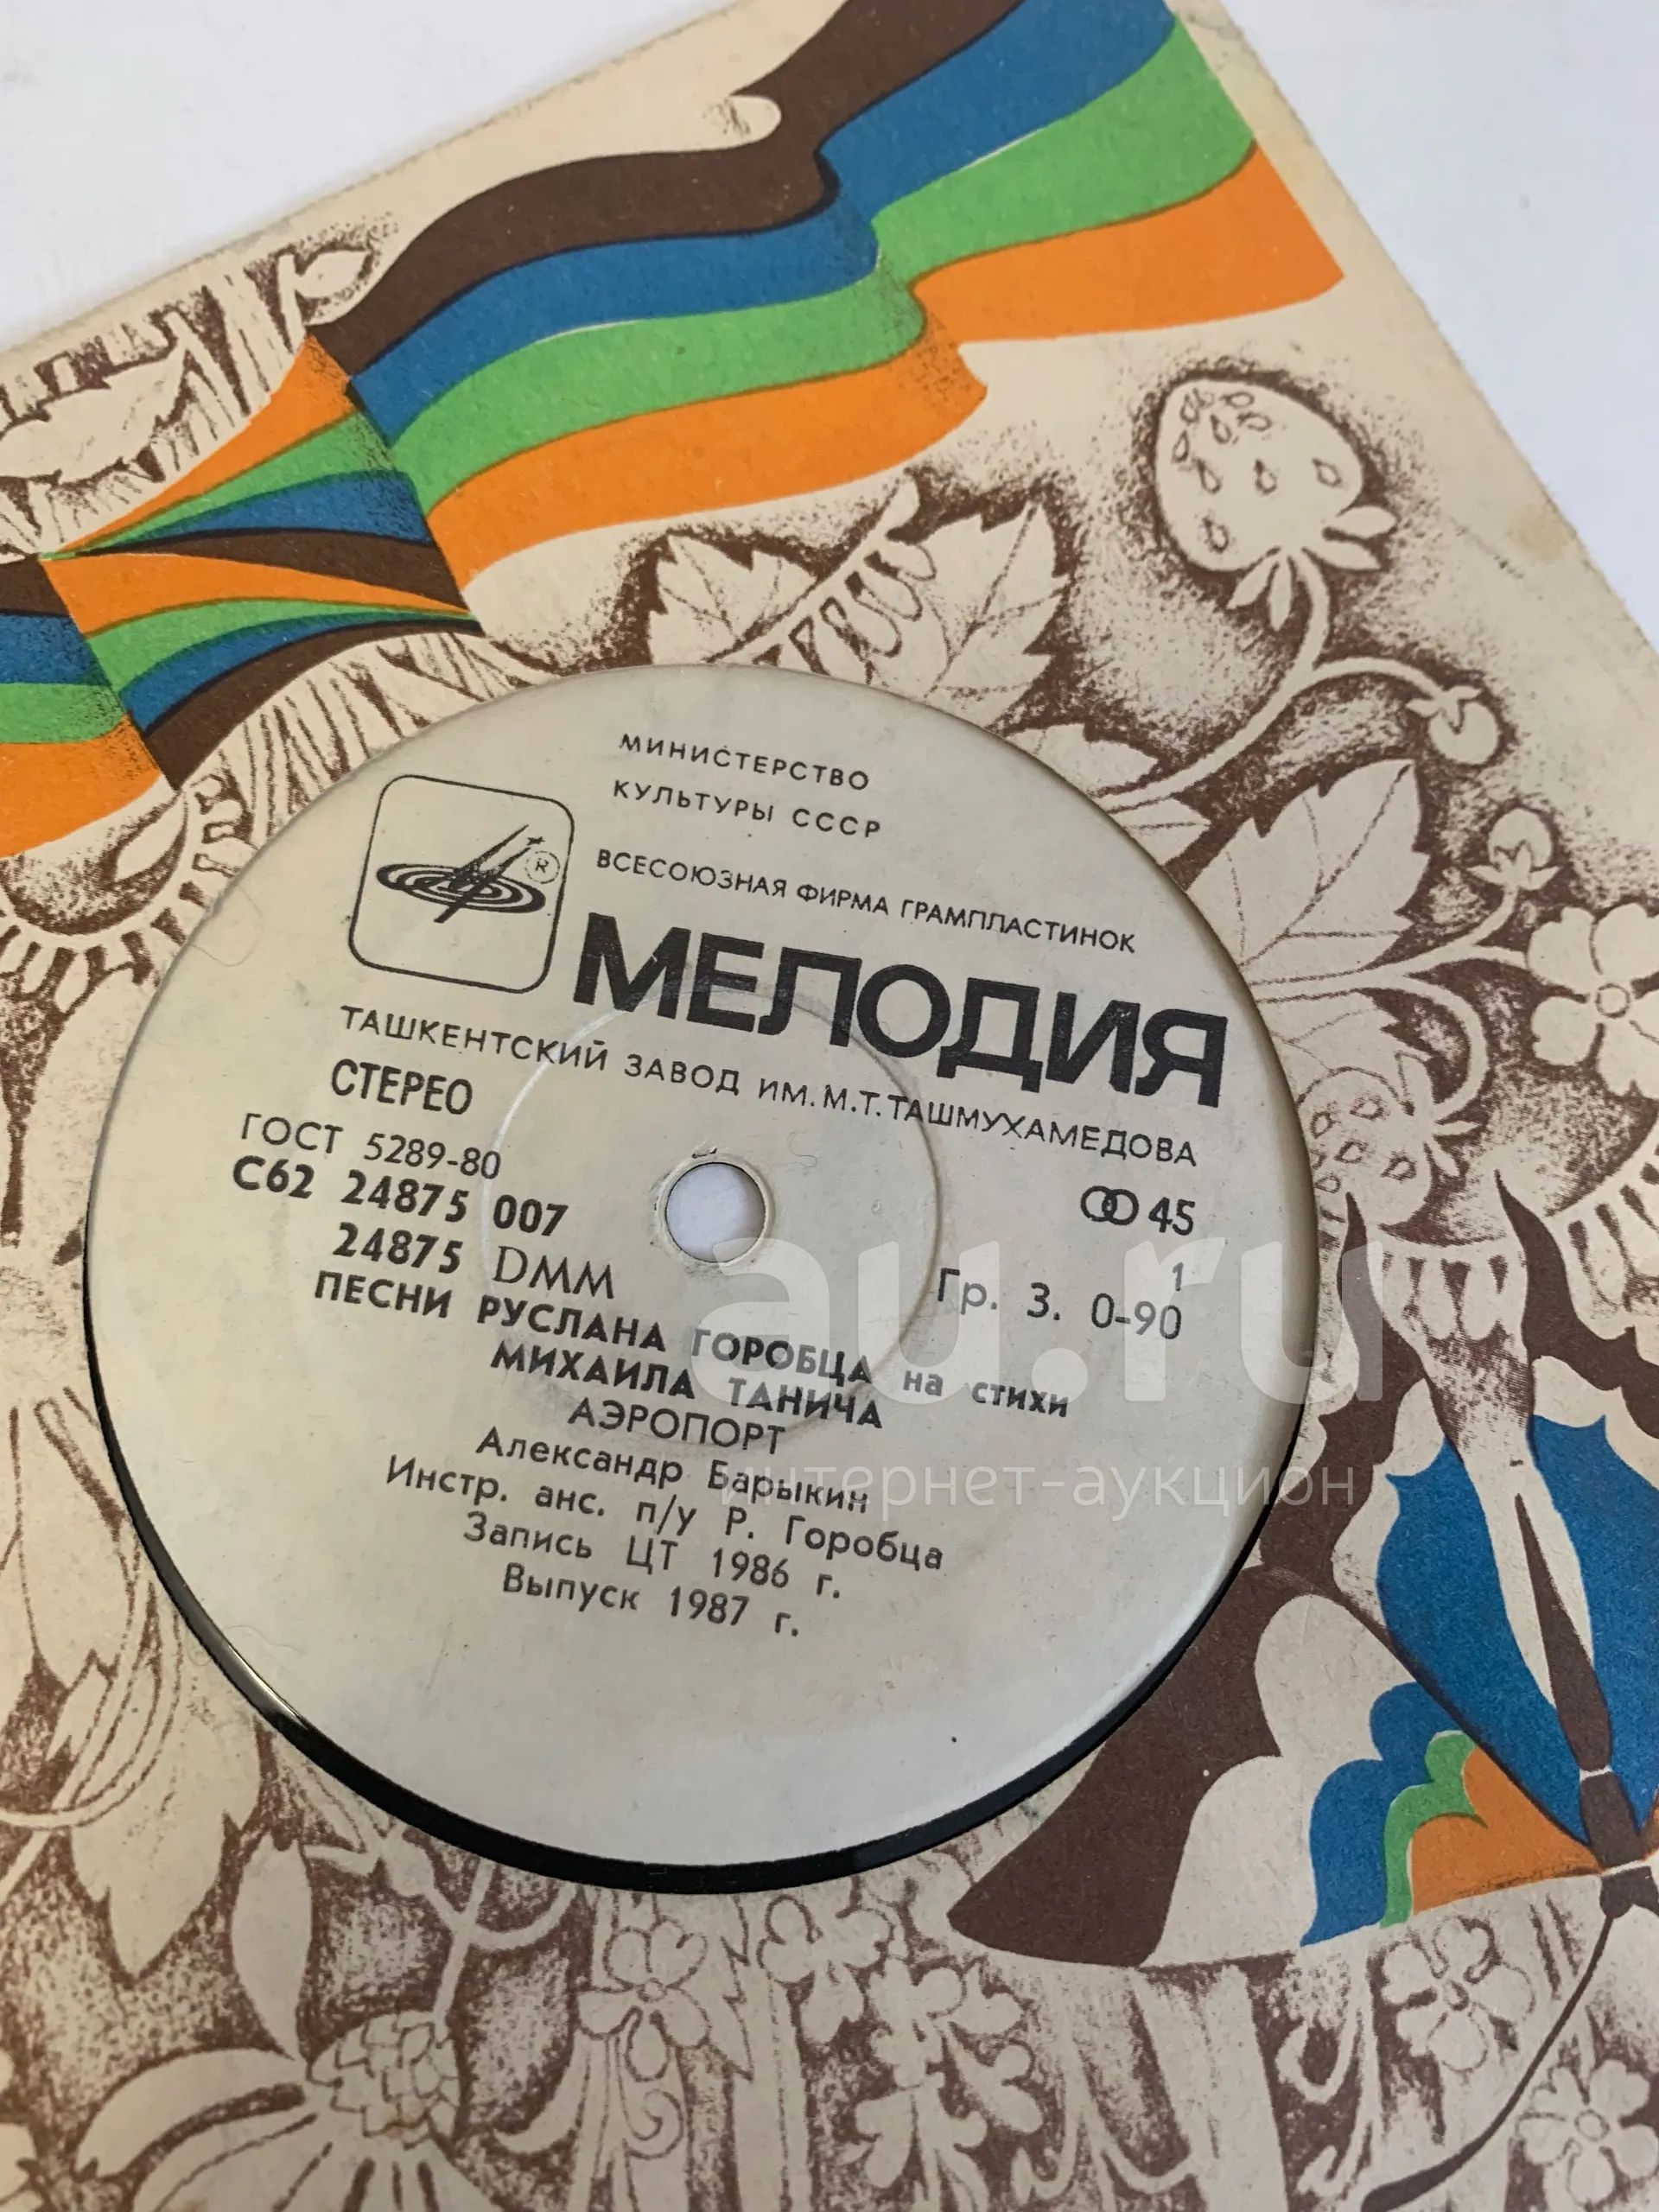 МИНИСТЕРСТВО
КУЛЬТУРЫ СССР
ВСЕСОЮЗНАЯ ФИРМА ГРАМПЛАСТИНОК
®
МЕЛОДИЯ
ТАШКЕНТСКИЙ ЗАВОД ИМ. М.Т. ТАШМУХАМЕДОВА
СТЕРЕО
ГОСТ 5289-80
45
С62 24875 007
24875 DMM
1
Гр. 3. 0-90
ПЕСНИ РУСЛАНА ГОРОБЦА на стихи
МИХАИЛА ТАНИЧА
АЭРОПОРТ
Александр Барыкин
Инстр. анс. п/у Р. Горобца
Запись ЦТ 1986 г.
Выпуск 1987 г.
au.ru
интернет-аукцион